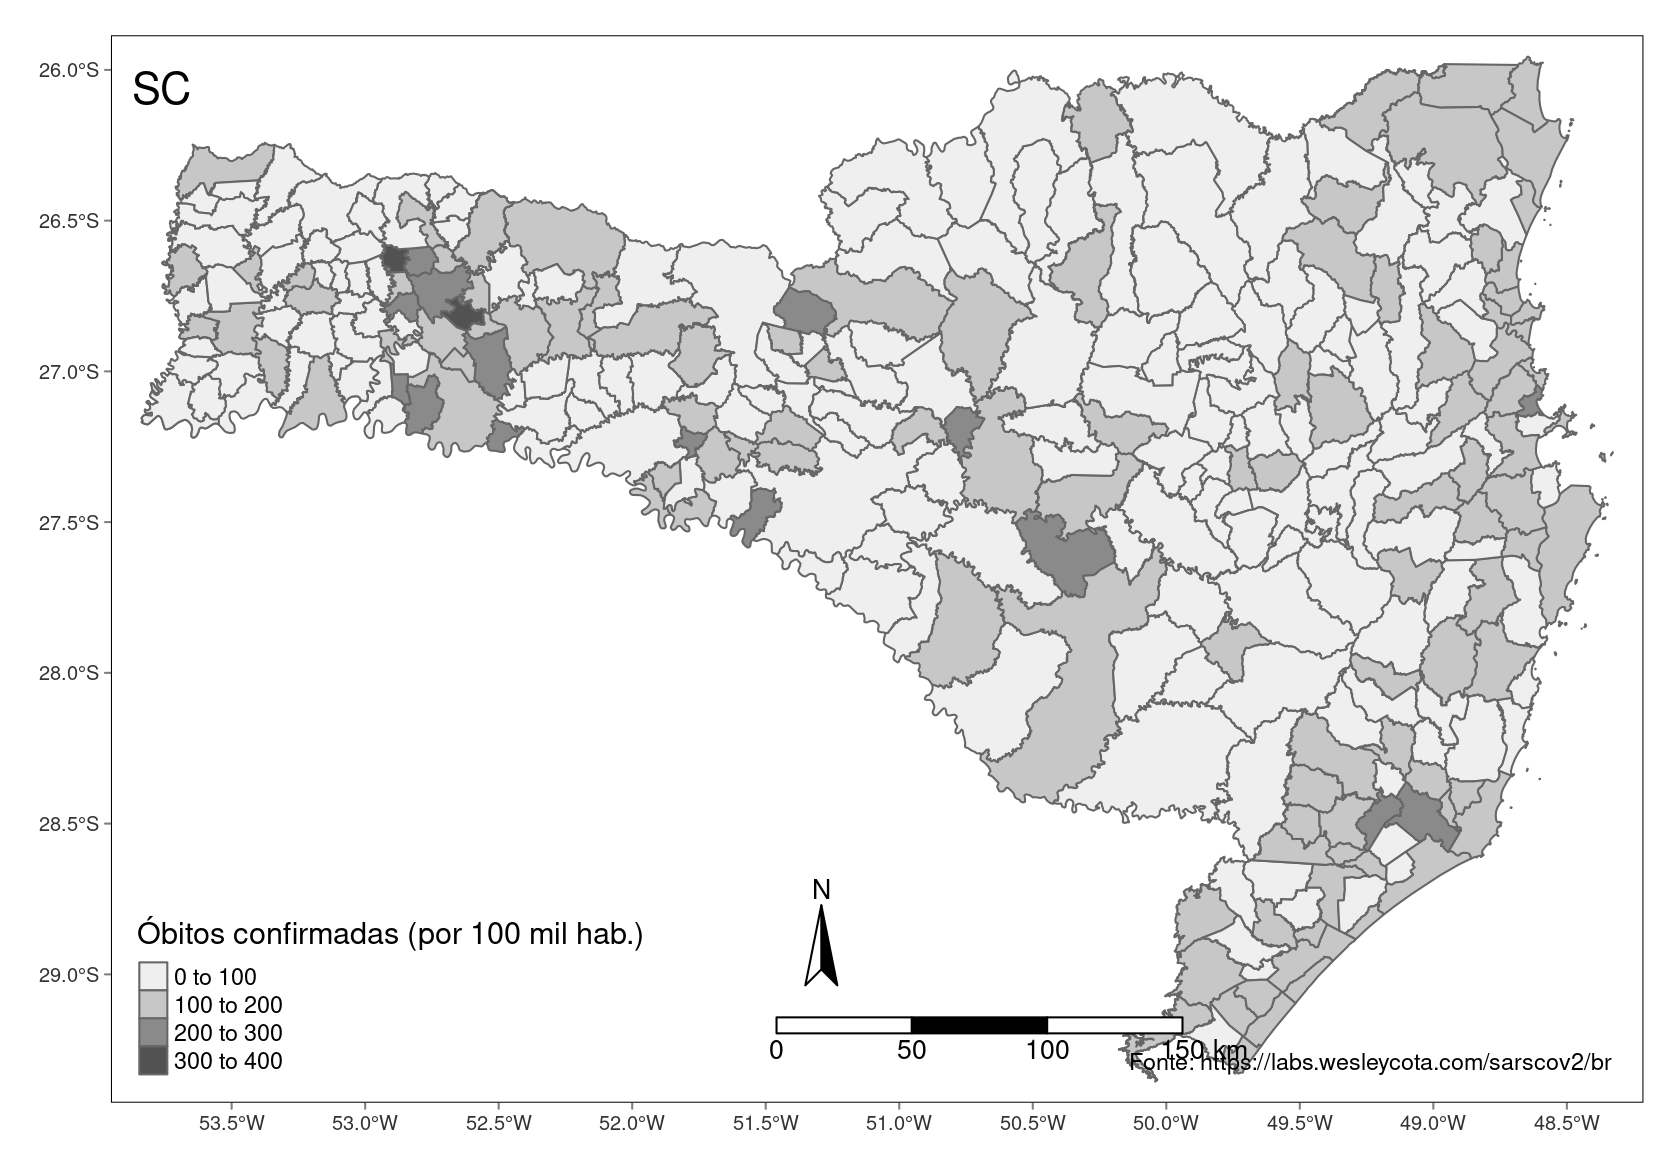 SC
26.0°S
26.5°S
27.0°S
27.5°S
28.0°S
28.5°S
29.0°S
N
Óbitos confirmadas (por 100 mil hab.)
0 to 100
100 to 200
200 to 300
300 to 400
0 50 100 150 km
Fonte: https://labs.wesleycota.com/sarscov2/br
53.5°W 53.0°W 52.5°W 52.0°W 51.5°W 51.0°W 50.5°W 50.0°W 49.5°W 49.0°W 48.5°W